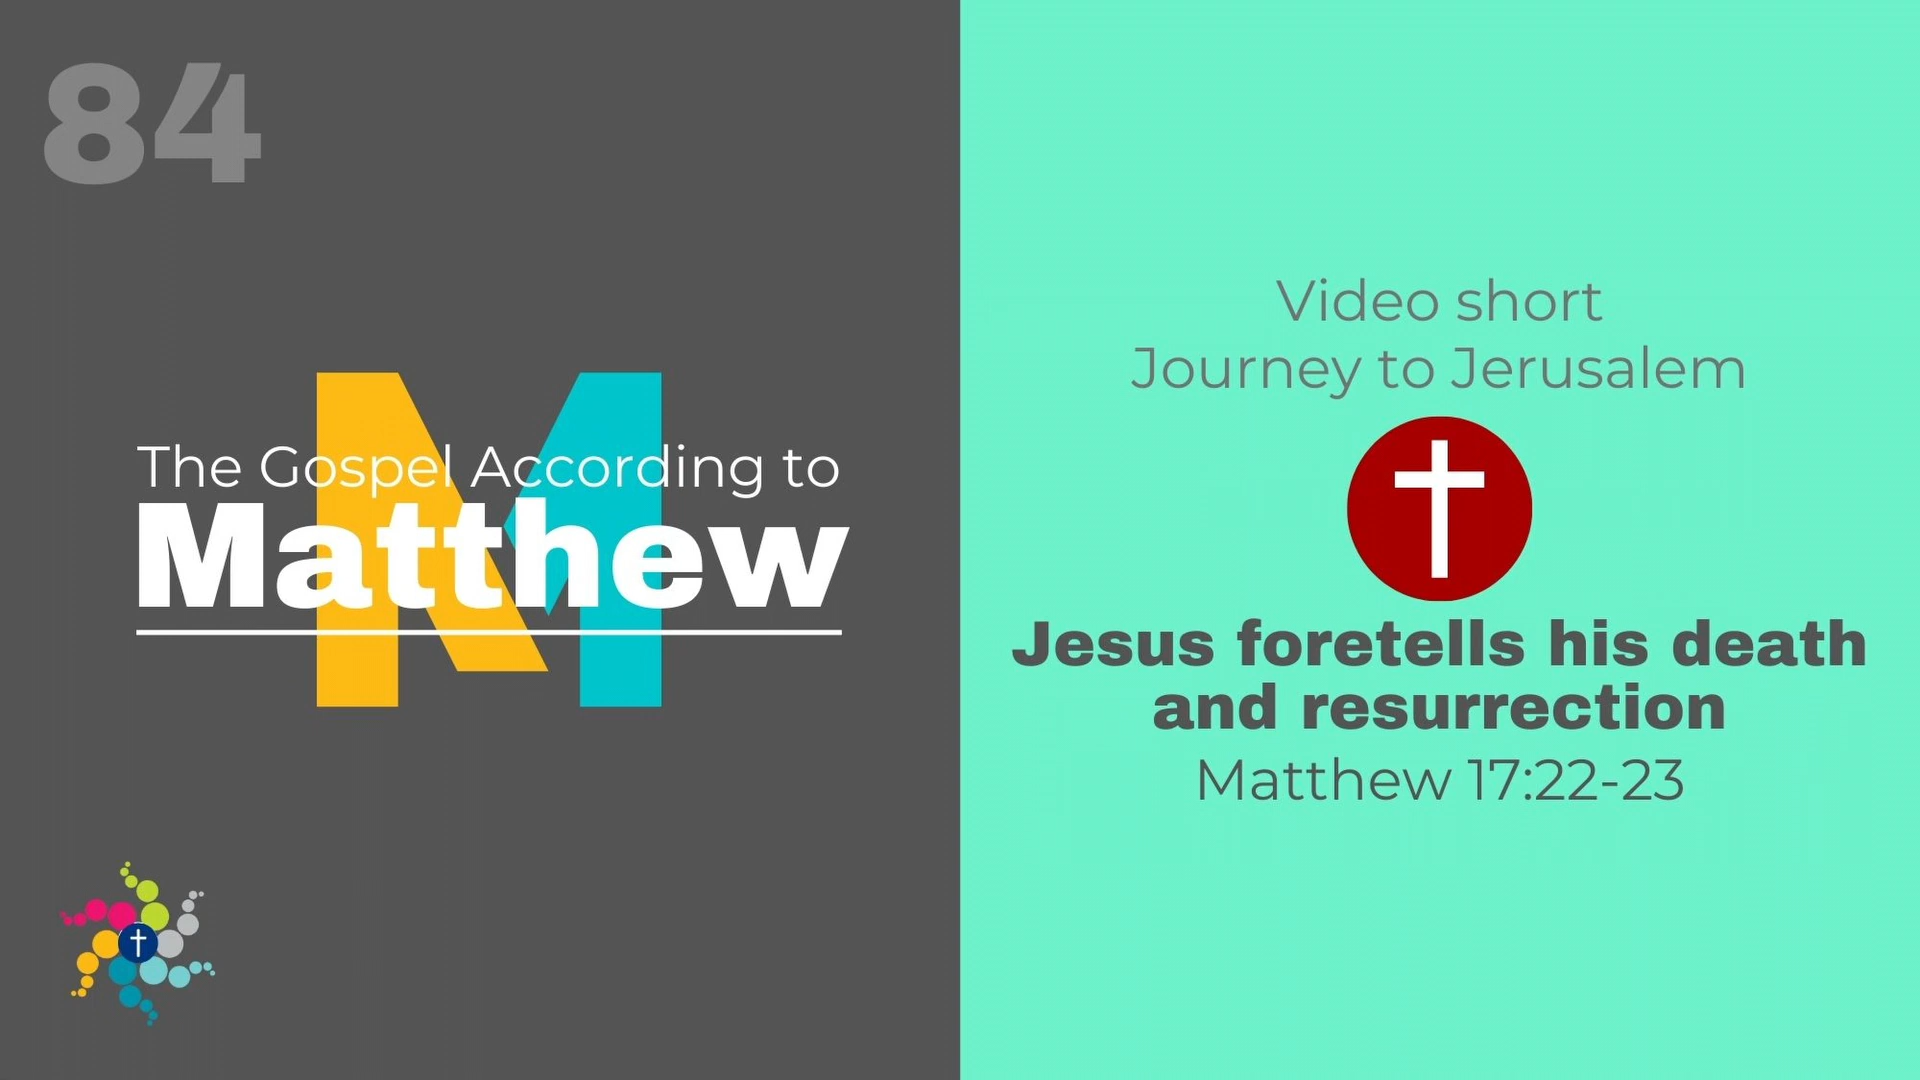 84
The Gospel According to
Matthew
Video short
Journey to Jerusalem
Jesus foretells his death
and resurrection
Matthew 17:22-23